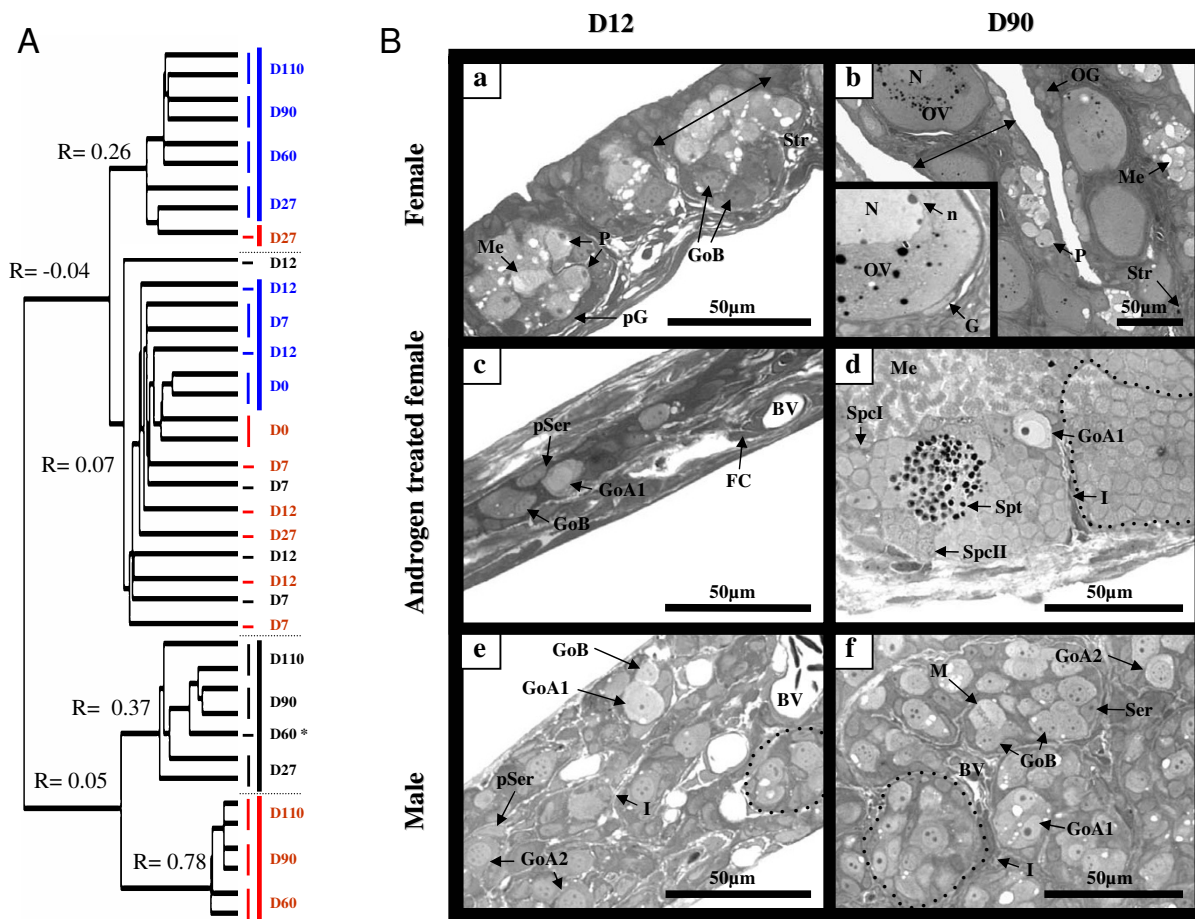 A
R= 0.26
R= -0.04
R= 0.07
R= 0.37
R= 0.05
R= 0.78
D110
D90
D60
D27
D27
D12
D12
D7
D12
D0
D0
D7
D7
D12
D27
D12
D12
D7
D7
D110
D90
D60 *
D27
D110
D90
D60
B
D12
D90
Female
a
Str
GoB
Me
P
pG
50µm
b
N
OV
OG
Me
P
Str
N
n
OV
G
50µm
Androgen treated female
c
BV
pSer
GoA1
FC
GoB
50µm
d
Me
SpcI
GoA1
Spt
I
SpcII
50µm
Male
e
GoB
GoA1
BV
pSer
I
GoA2
50µm
f
GoA2
M
Ser
GoB
BV
GoA1
I
50µm